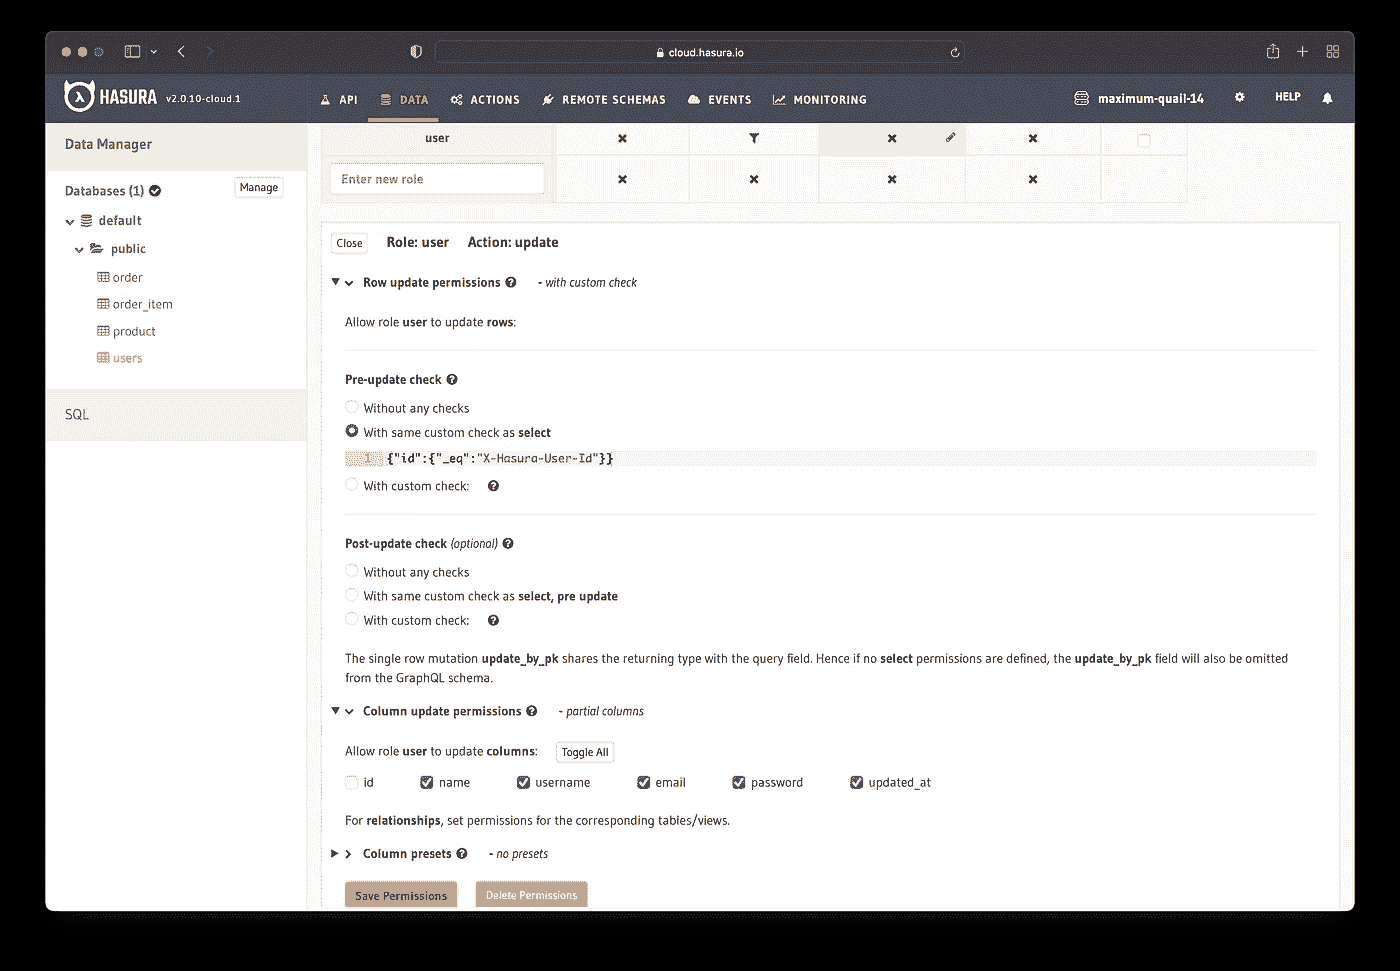 cloud.hasura.io
HASURA v2.0.10-cloud.1 API DATA ACTIONS REMOTE SCHEMAS EVENTS MONITORING maximum-quail-14 HELP
Data Manager
Databases (1) Manage
default
public
order
order_item
product
users
SQL
user
Enter new role
Close Role: user Action: update
Row update permissions - with custom check
Allow role user to update rows:
Pre-update check
Without any checks
With same custom check as select
1 {"id":{"_eq":"X-Hasura-User-Id"}}
With custom check:
Post-update check (optional)
Without any checks
With same custom check as select, pre update
With custom check:
The single row mutation update_by_pk shares the returning type with the query field. Hence if no select permissions are defined, the update_by_pk field will also be omitted
from the GraphQL schema.
Column update permissions - partial columns
Allow role user to update columns: Toggle All
id name username email password updated_at
For relationships, set permissions for the corresponding tables/views.
Column presets - no presets
Save Permissions Delete Permissions